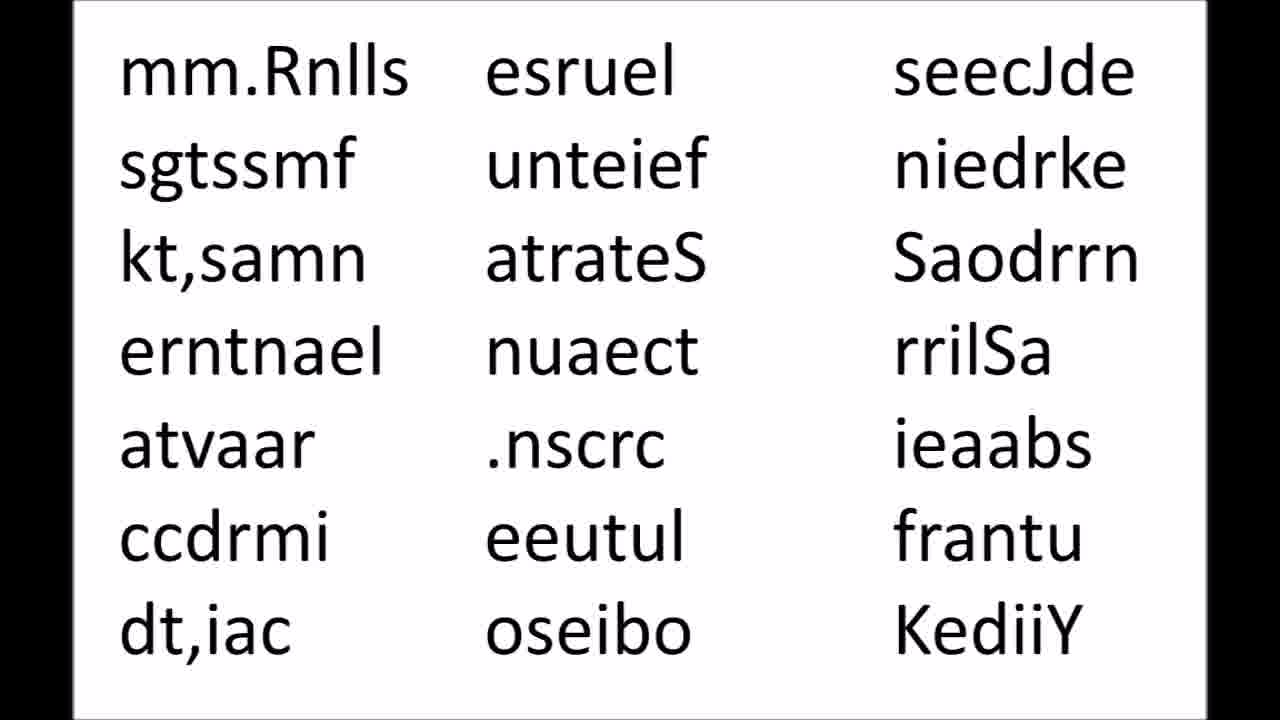 mm.Rnlls esruel seecJde
sgtssmf unteief niedrke
kt,samn atrateS Saodrrn
erntnaeI nuaect rrilSa
atvaar .nscrc ieaabs
ccdrmi eeutul frantu
dt,iac oseibo KediiY